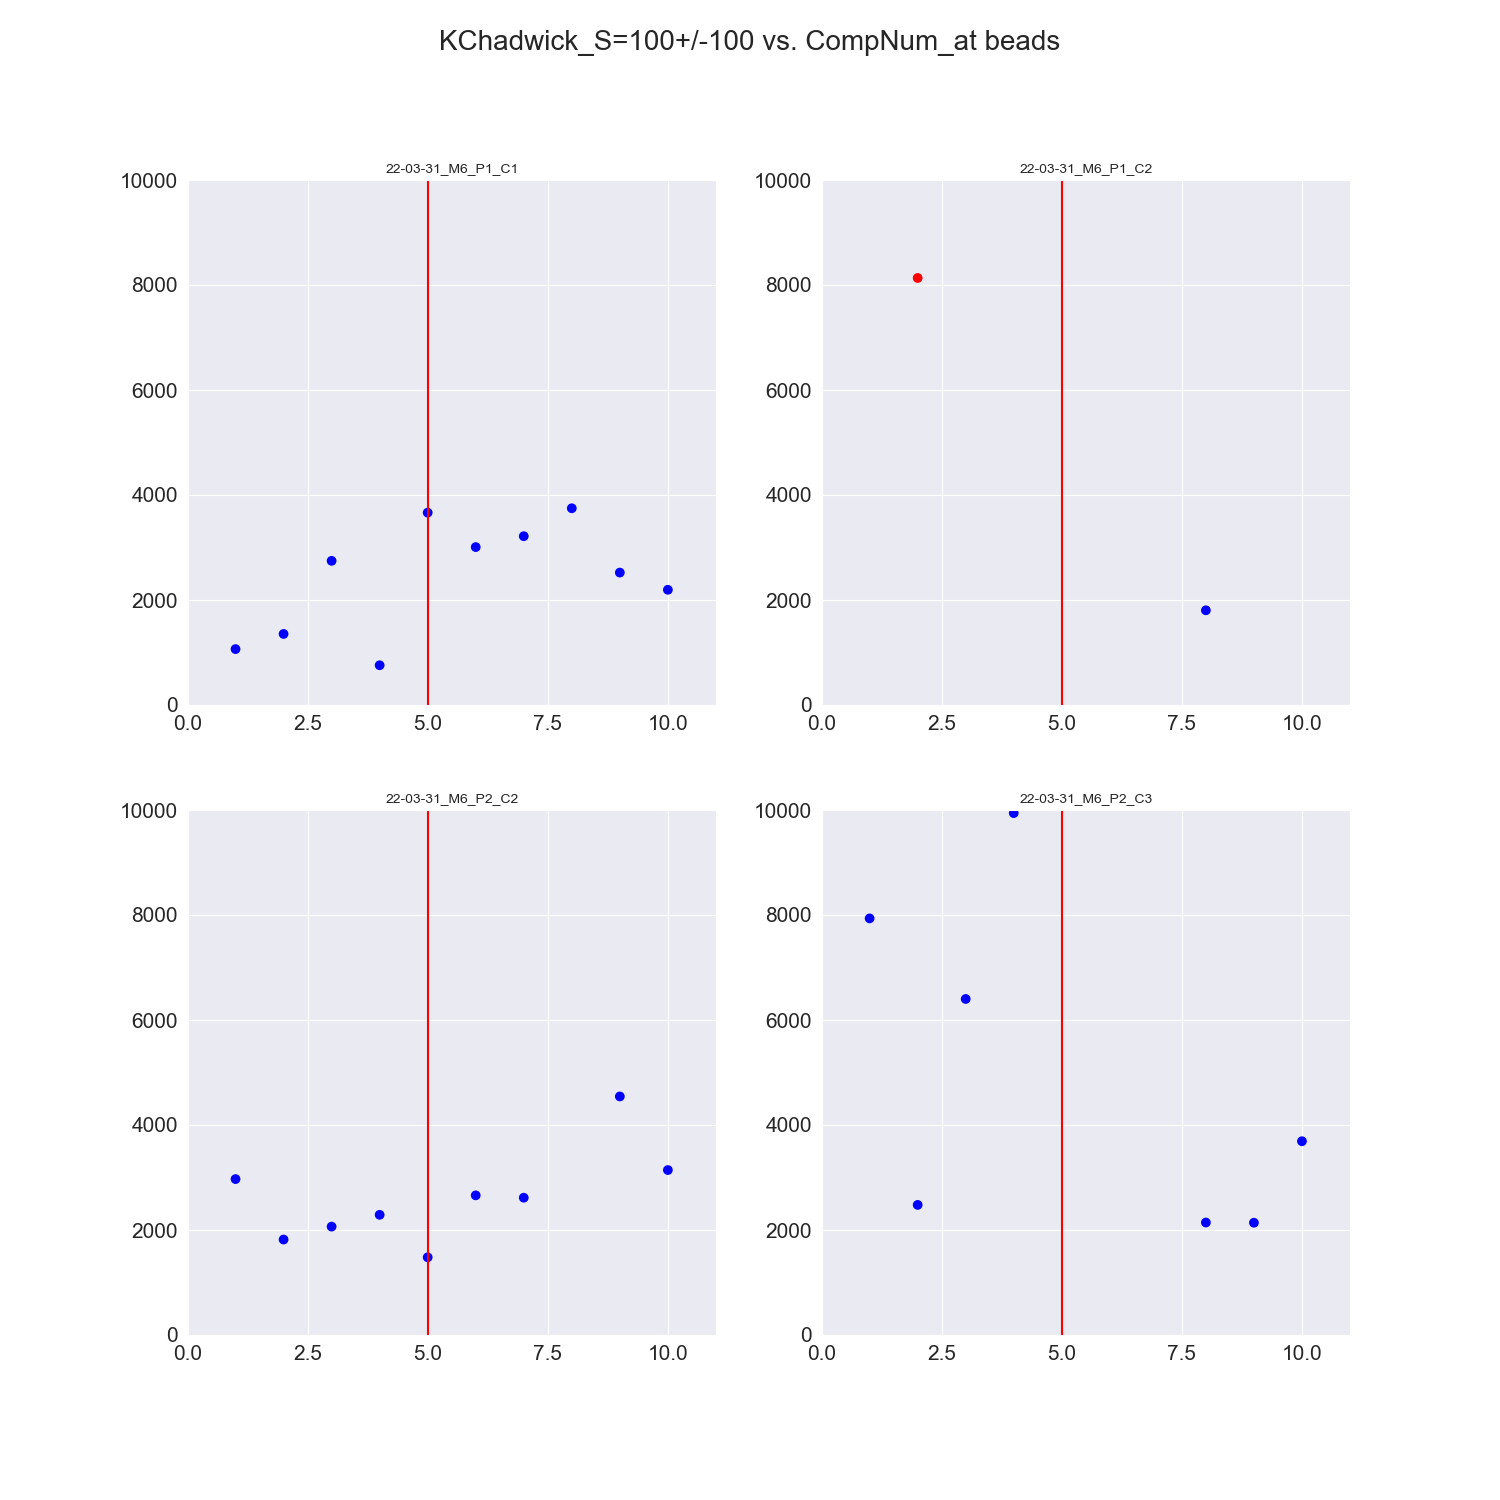 KChadwick_S=100+/-100 vs. CompNum_at beads
22-03-31_M6_P1_C1
10000
8000
6000
4000
2000
0
0.0 2.5 5.0 7.5 10.0
22-03-31_M6_P1_C2
10000
8000
6000
4000
2000
0
0.0 2.5 5.0 7.5 10.0
22-03-31_M6_P2_C2
10000
8000
6000
4000
2000
0
0.0 2.5 5.0 7.5 10.0
22-03-31_M6_P2_C3
10000
8000
6000
4000
2000
0
0.0 2.5 5.0 7.5 10.0